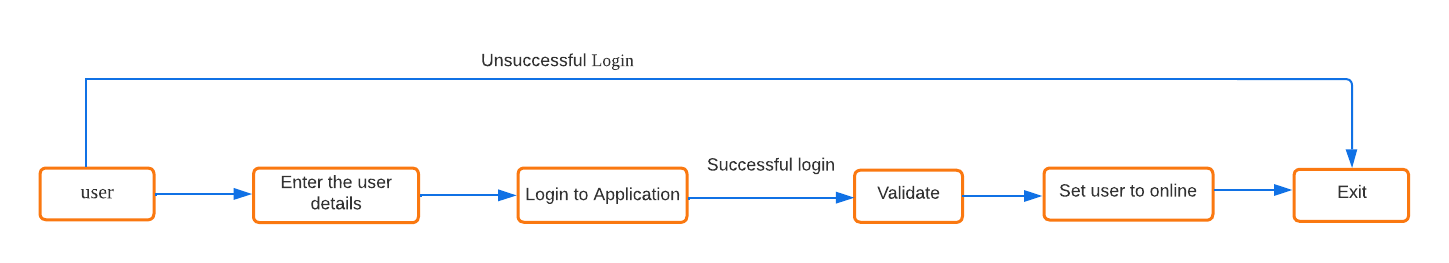 Unsuccessful Login
Successful login
user
Enter the user
details
Login to Application
Validate
Set user to online
Exit